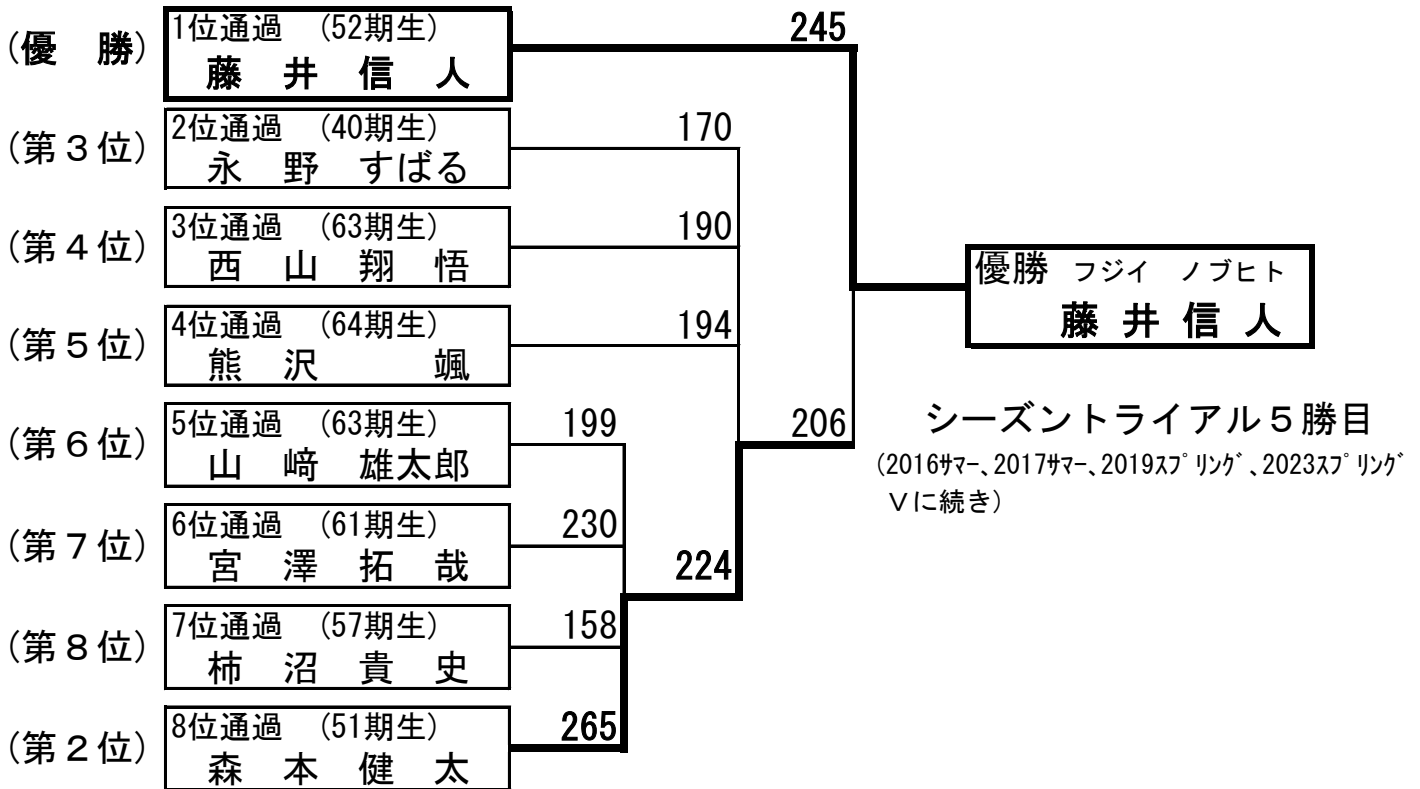 (優　勝)
1位通過　(52期生)
藤　井　信　人
245
(第３位)
2位通過　(40期生)
永　野　すばる
170
(第４位)
3位通過　(63期生)
西　山　翔　悟
190
(第５位)
4位通過　(64期生)
熊　沢　　　颯
194
(第６位)
5位通過　(63期生)
山　﨑　雄太郎
199
(第７位)
6位通過　(61期生)
宮　澤　拓　哉
230
(第８位)
7位通過　(57期生)
柿　沼　貴　史
158
(第２位)
8位通過　(51期生)
森　本　健　太
265
224
206
優勝 フジイ　ノブヒト
藤 井 信 人
シーズントライアル５勝目
(2016ｻﾏｰ、2017ｻﾏｰ、2019ｽﾌﾟﾘﾝｸﾞ、2023ｽﾌﾟﾘﾝｸﾞ
Ｖに続き)